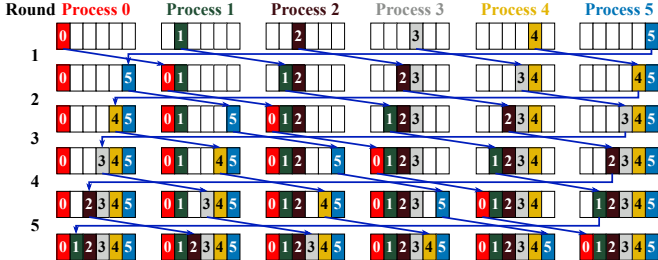 Round Process 0 Process 1 Process 2 Process 3 Process 4 Process 5
0 1 2 3 4 5
1
5 0 1 1 2 2 3 3 4 4 5
2
4 5 0 1 5 0 1 2 1 2 3 2 3 4 3 4 5
3
3 4 5 0 1 4 5 0 1 2 5 0 1 2 3 1 2 3 4 2 3 4 5
4
0 2 3 4 5 0 1 3 4 5 0 1 2 4 5 0 1 2 3 5 0 1 2 3 4 1 2 3 4 5
5
0 1 2 3 4 5 0 1 2 3 4 5 0 1 2 3 4 5 0 1 2 3 4 5 0 1 2 3 4 5 0 1 2 3 4 5